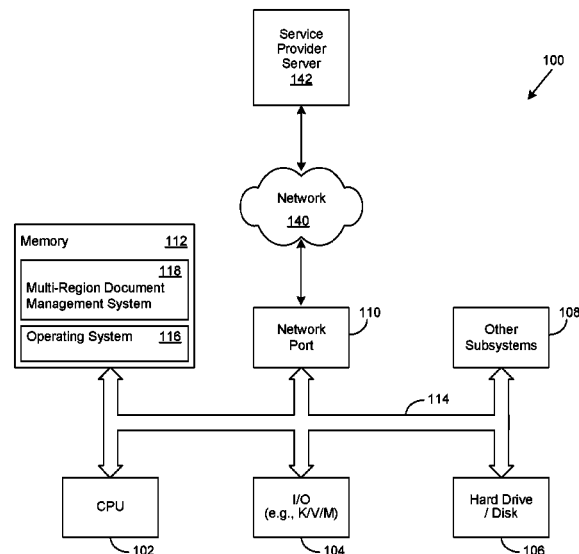 Service
Provider
Server
142
100
Network
140
Memory 112
118
Multi-Region Document
Management System
Operating System 116
Network
Port
110
Other
Subsystems
108
114
CPU
102
I/O
(e.g., K/V/M)
104
Hard Drive
/ Disk
106